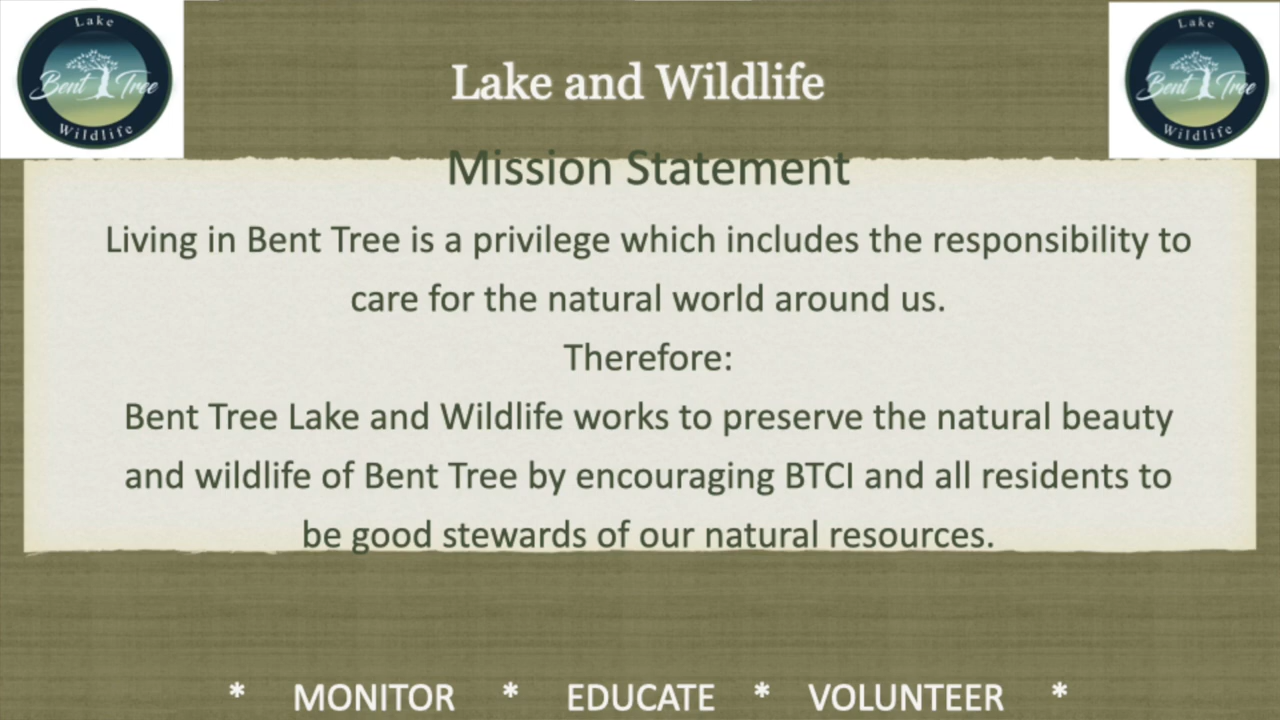 Lake
Bent Tree
Wildlife
Lake and Wildlife
Lake
Bent Tree
Wildlife
Mission Statement
Living in Bent Tree is a privilege which includes the responsibility to
care for the natural world around us.
Therefore:
Bent Tree Lake and Wildlife works to preserve the natural beauty
and wildlife of Bent Tree by encouraging BTCI and all residents to
be good stewards of our natural resources.
* MONITOR * EDUCATE * VOLUNTEER *